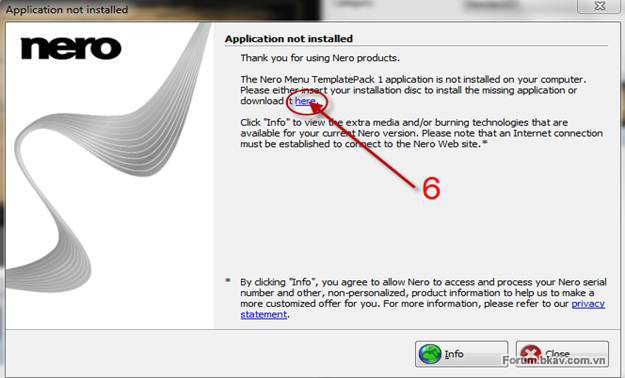 Application not installed
nero
Application not installed
Thank you for using Nero products.
The Nero Menu TemplatePack 1 application is not installed on your computer.
Please either insert your installation disc to install the missing application or
download it here.
Click "Info" to view the extra media and/or burning technologies that are
available for your current Nero version. Please note that an Internet connection
must be established to connect to the Nero Web site.*
6
* By clicking "Info", you agree to allow Nero to access and process your Nero serial
number and other, non-personalized, product information to help us to make a
more customized offer for you. For more information, please refer to our privacy
statement.
Info
Close
Forum.bkav.com.vn